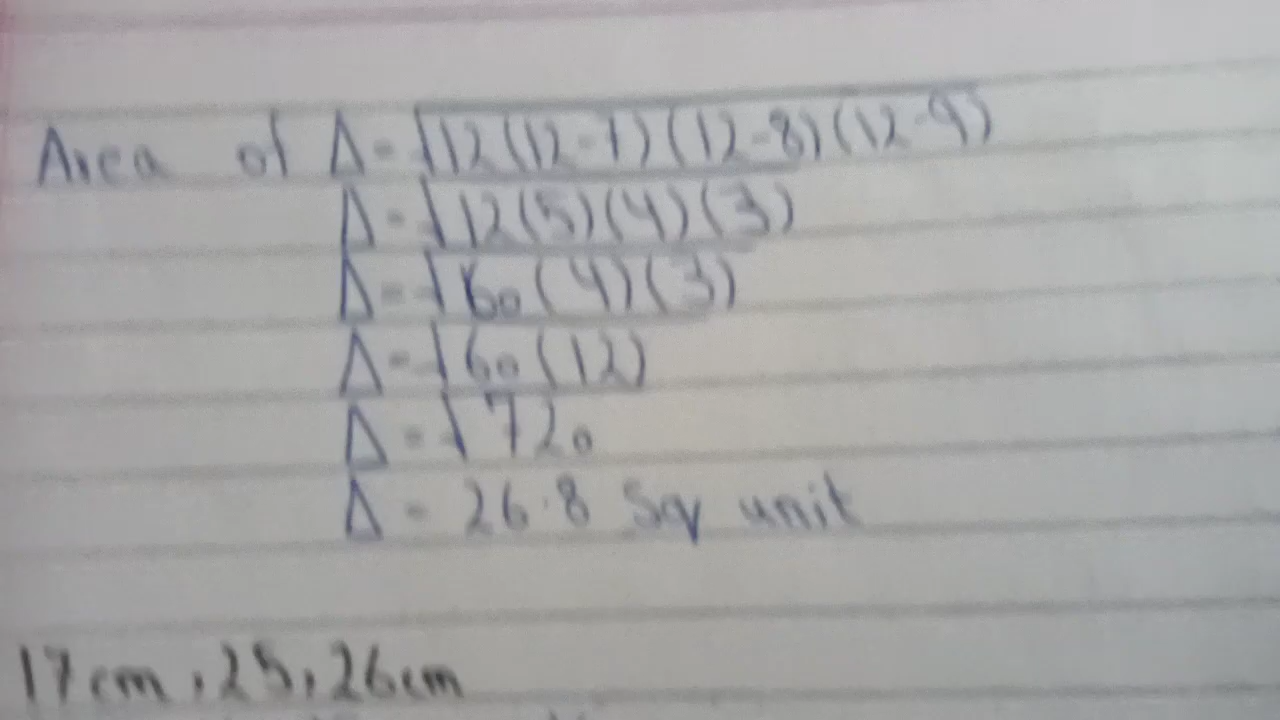 Area of Δ = √12(12-7)(12-8)(12-9)
Δ = √12(5)(4)(3)
Δ = √60(4)(3)
Δ = √60(12)
Δ = √720
Δ = 26.8 Sq unit
17cm, 25, 26cm